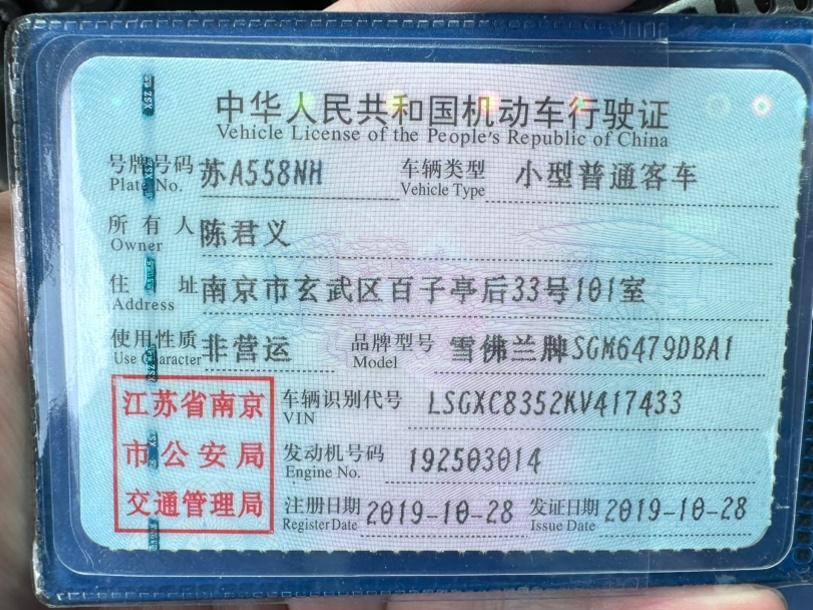 中华人民共和国机动车行驶证
Vehicle License of the People's Republic of China
号牌号码 苏A558NH 车辆类型 小型普通客车
Plate No. Vehicle Type
所有人 陈君义
Owner
住址 南京市玄武区百子亭后33号101室
Address
使用性质 非营运 品牌型号 雪佛兰牌SGM6479DBA1
Use Character Model
江苏省南京 车辆识别代号 LSGXC8352KV417433
VIN
市公安局 发动机号码 192503014
Engine No.
交通管理局 注册日期 2019-10-28 发证日期 2019-10-28
Register Date Issue Date